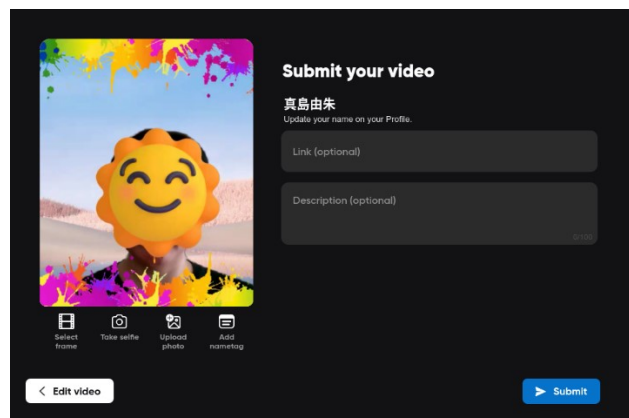 Submit your video
真島由朱
Update your name on your Profile.
Link (optional)
Description (optional)
0/100
Select frame
Take selfie
Upload photo
Add nametag
Edit video
Submit